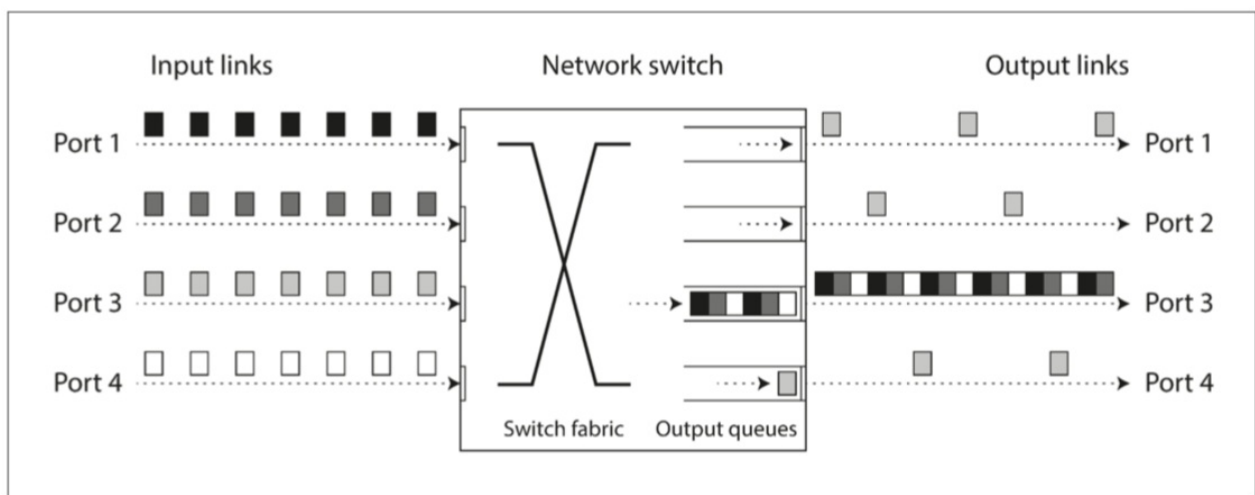 Input links
Network switch
Output links
Port 1
Port 1
Port 2
Port 2
Port 3
Port 3
Port 4
Port 4
Switch fabric
Output queues